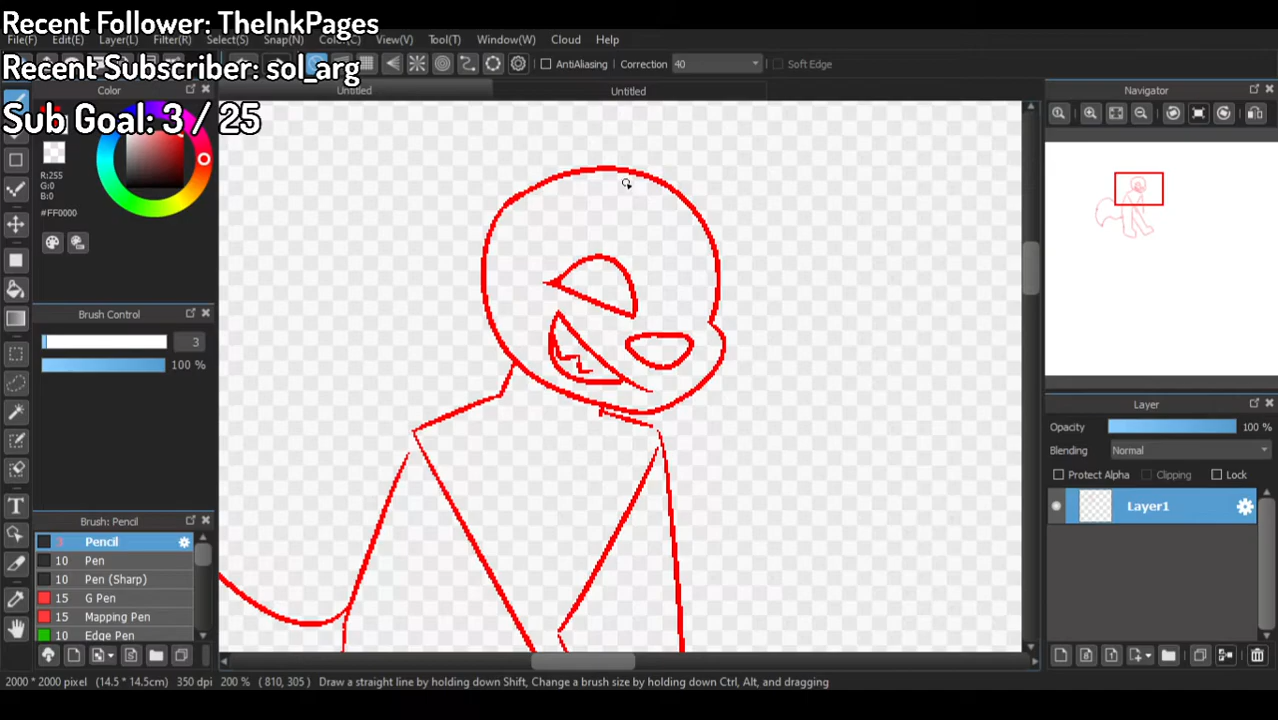 Recent Follower: TheInkPages
File(F) Edit(E) Layer(L) Filter(R) Select(S) Snap(N) Color(C) View(V) Tool(T) Window(W) Cloud Help
Recent Subscriber: sol_arg
AntiAliasing Correction 40 Soft Edge
Color Untitled Untitled Navigator
Sub Goal: 3 / 25
R:255
G:0
B:0
#FF0000
Brush Control
3
100 %
Layer
Opacity 100 %
Blending Normal
Protect Alpha Clipping Lock
Layer1
Brush: Pencil
3 Pencil
10 Pen
10 Pen (Sharp)
15 G Pen
15 Mapping Pen
10 Edge Pen
2000 * 2000 pixel (14.5 * 14.5cm) 350 dpi 200 % ( 810, 305 ) Draw a straight line by holding down Shift, Change a brush size by holding down Ctrl, Alt, and dragging